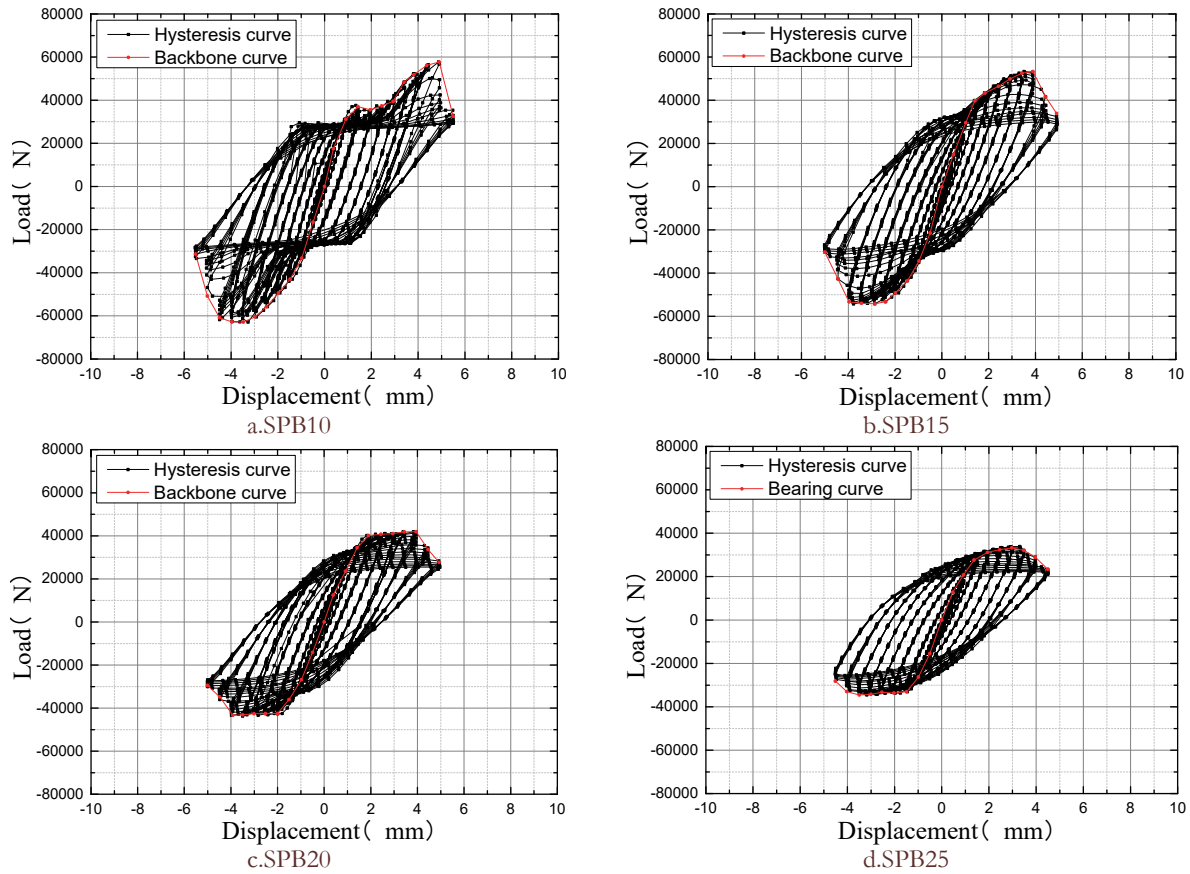 80000
60000
40000
20000
0
-20000
-40000
-60000
-80000
Load( N)
Hysteresis curve
Backbone curve
-10 -8 -6 -4 -2 0 2 4 6 8 10
Displacement( mm)
a.SPB10
80000
60000
40000
20000
0
-20000
-40000
-60000
-80000
Load( N)
Hysteresis curve
Backbone curve
-10 -8 -6 -4 -2 0 2 4 6 8 10
Displacement( mm)
b.SPB15
80000
60000
40000
20000
0
-20000
-40000
-60000
-80000
Load( N)
Hysteresis curve
Backbone curve
-10 -8 -6 -4 -2 0 2 4 6 8 10
Displacement( mm)
c.SPB20
80000
60000
40000
20000
0
-20000
-40000
-60000
-80000
Load( N)
Hysteresis curve
Bearing curve
-10 -8 -6 -4 -2 0 2 4 6 8 10
Displacement( mm)
d.SPB25